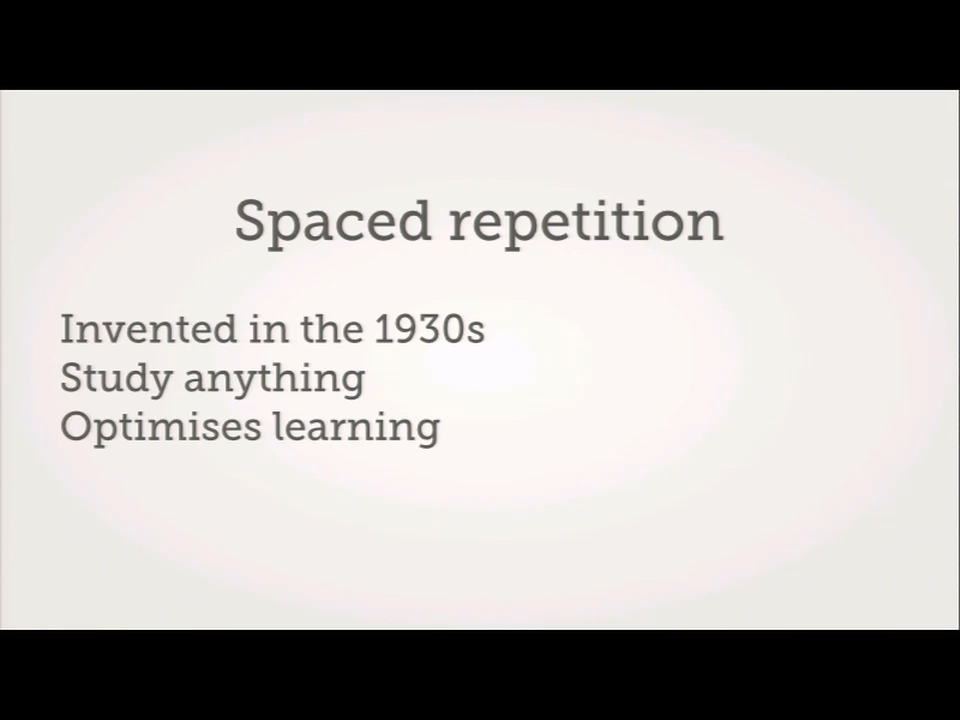 Spaced repetition
Invented in the 1930s
Study anything
Optimises learning